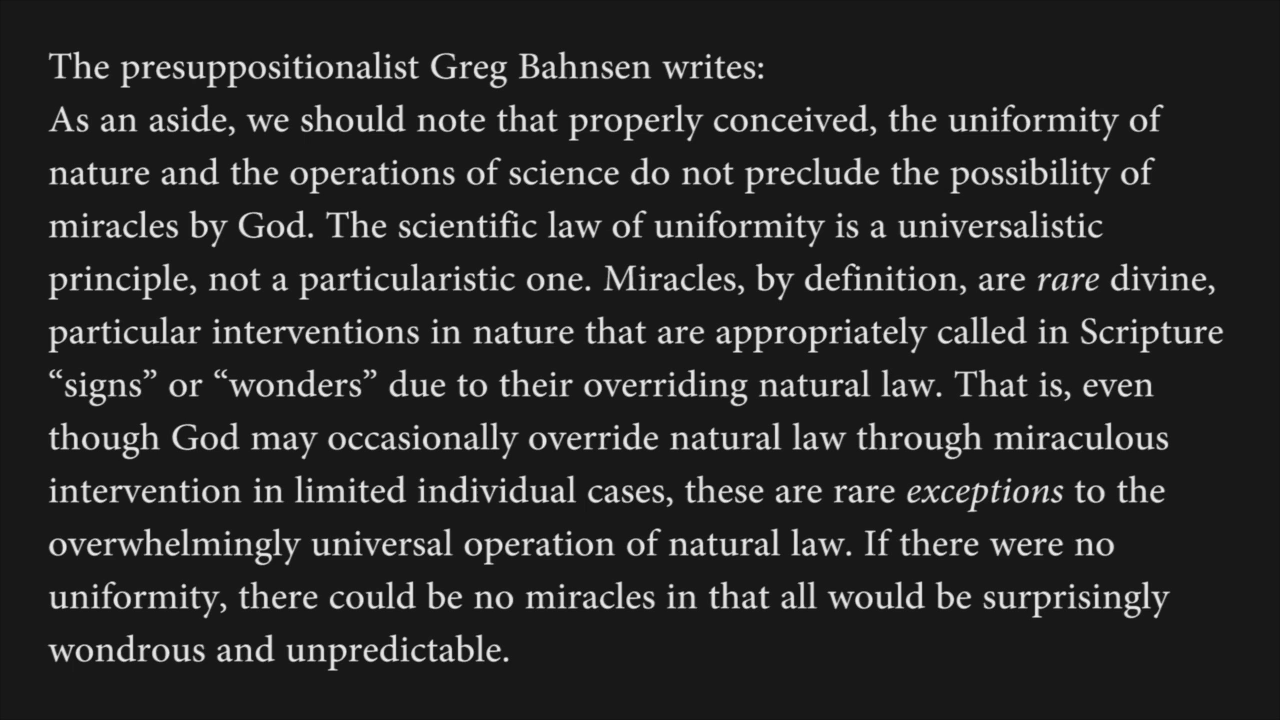 The presuppositionalist Greg Bahnsen writes:
As an aside, we should note that properly conceived, the uniformity of
nature and the operations of science do not preclude the possibility of
miracles by God. The scientific law of uniformity is a universalistic
principle, not a particularistic one. Miracles, by definition, are rare divine,
particular interventions in nature that are appropriately called in Scripture
“signs” or “wonders” due to their overriding natural law. That is, even
though God may occasionally override natural law through miraculous
intervention in limited individual cases, these are rare exceptions to the
overwhelmingly universal operation of natural law. If there were no
uniformity, there could be no miracles in that all would be surprisingly
wondrous and unpredictable.